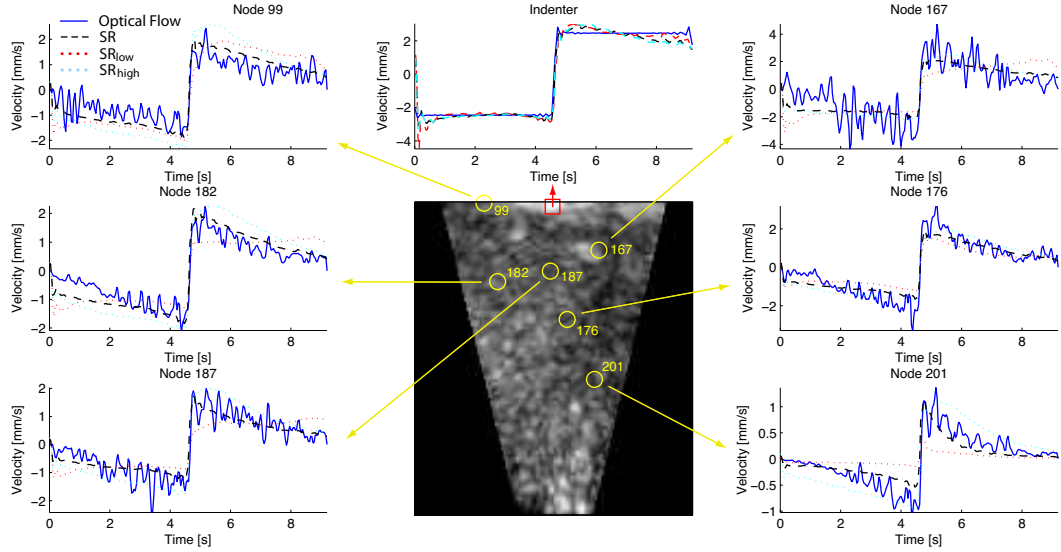 Node 99
Optical Flow
SR
SRlow
SRhigh
Velocity [mm/s]
2
1
0
-1
-2
0 2 4 6 8
Time [s]
Indenter
Velocity [mm/s]
4
2
0
-2
-4
0 2 4 6 8
Time [s]
Node 167
Velocity [mm/s]
4
2
0
-2
-4
0 2 4 6 8
Time [s]
Node 182
Velocity [mm/s]
2
1
0
-1
-2
0 2 4 6 8
Time [s]
99
167
182
187
176
201
Node 176
Velocity [mm/s]
2
0
-2
0 2 4 6 8
Time [s]
Node 187
Velocity [mm/s]
2
1
0
-1
-2
0 2 4 6 8
Time [s]
Node 201
Velocity [mm/s]
1
0.5
0
-0.5
-1
0 2 4 6 8
Time [s]